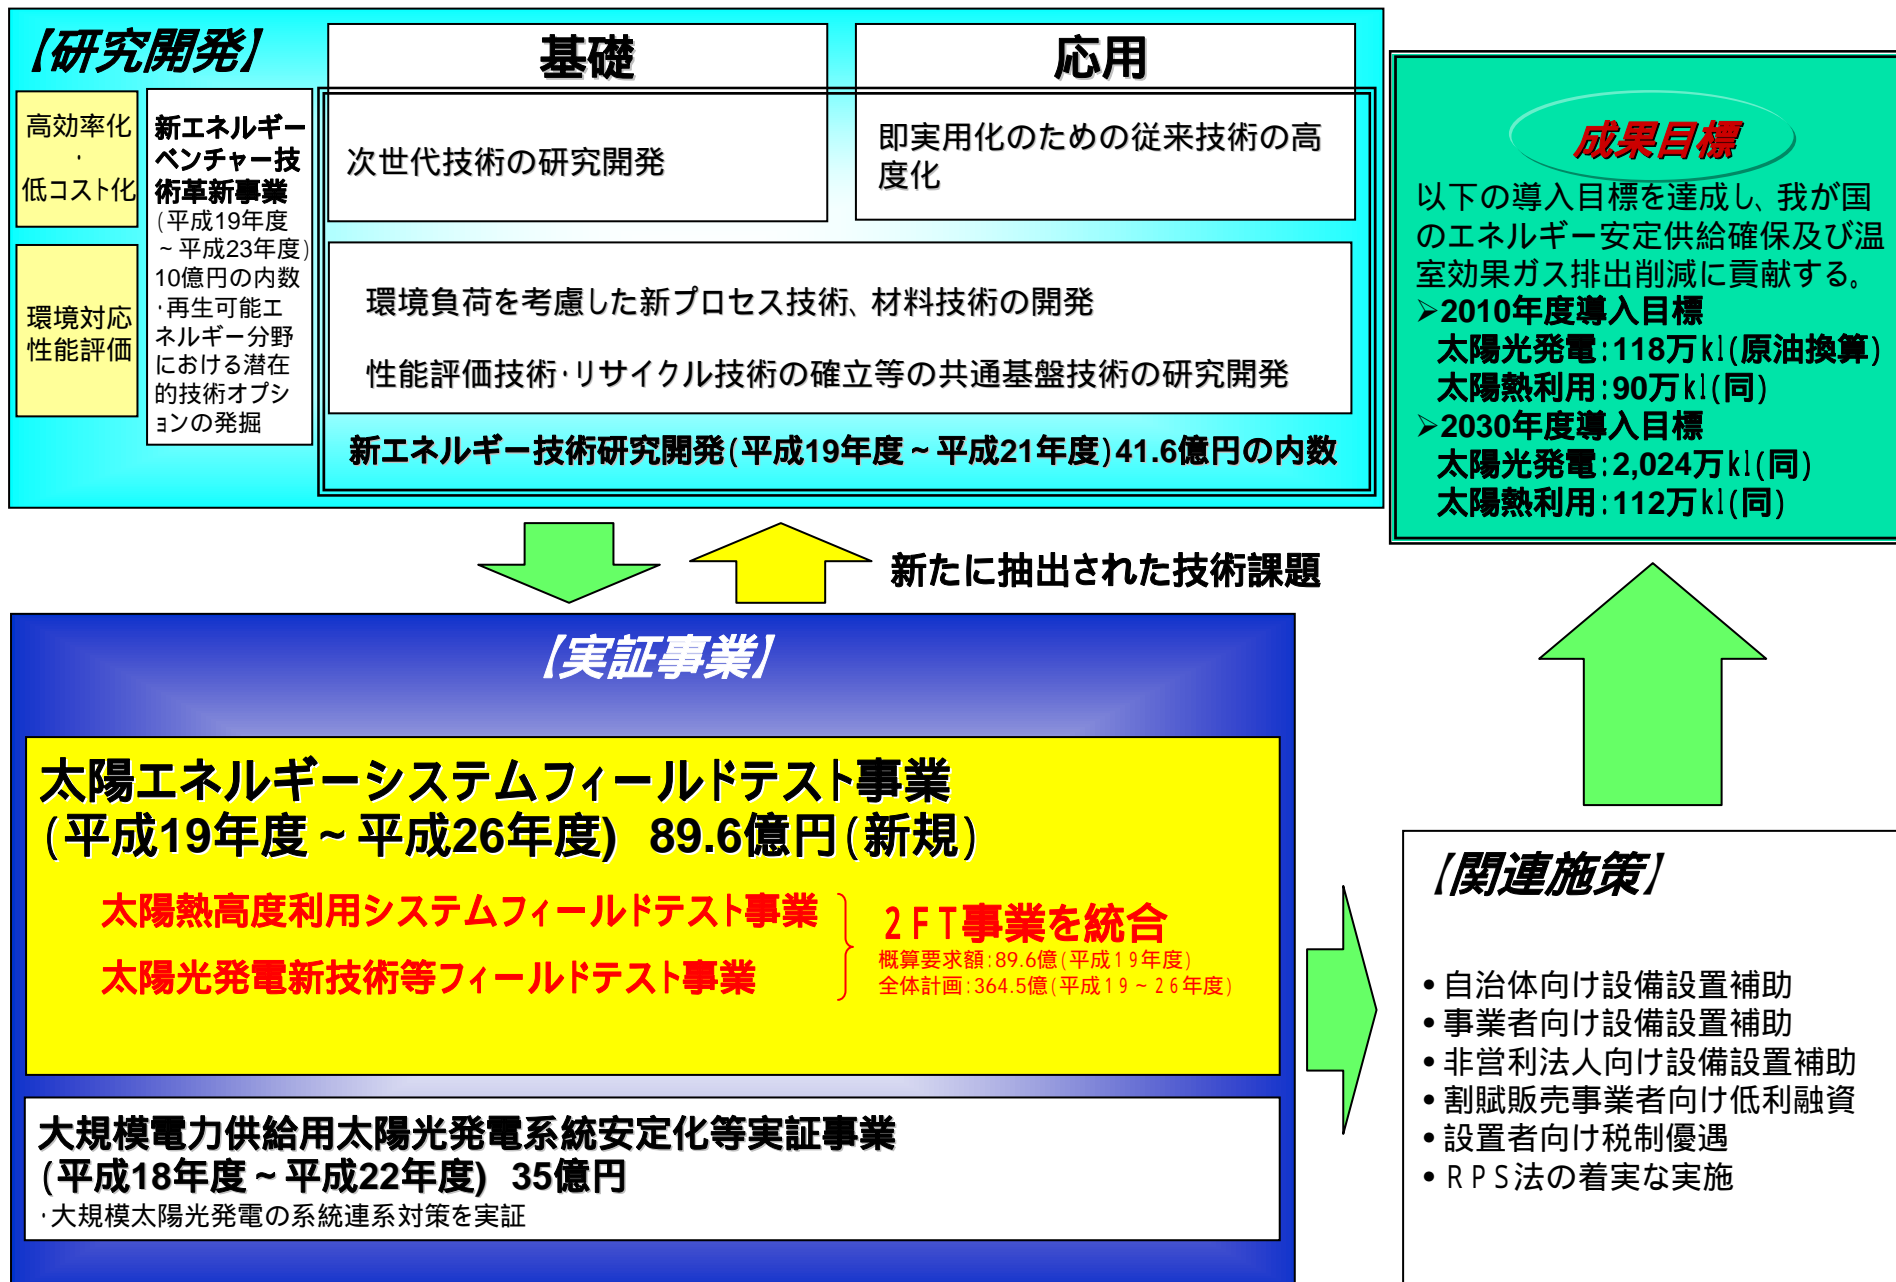 【研究開発】
基礎
応用
高効率化
・
低コスト化
環境対応
性能評価
新エネルギー
ベンチャー技
術革新事業
(平成19年度
～平成23年度)
10億円の内数
・再生可能エ
ネルギー分野
における潜在
的技術オプシ
ョンの発掘
次世代技術の研究開発
即実用化のための従来技術の高
度化
環境負荷を考慮した新プロセス技術、材料技術の開発
性能評価技術・リサイクル技術の確立等の共通基盤技術の研究開発
新エネルギー技術研究開発(平成19年度～平成21年度)41.6億円の内数
成果目標
以下の導入目標を達成し、我が国
のエネルギー安定供給確保及び温
室効果ガス排出削減に貢献する。
➢2010年度導入目標
太陽光発電:118万kl(原油換算)
太陽熱利用:90万kl(同)
➢2030年度導入目標
太陽光発電:2,024万kl(同)
太陽熱利用:112万kl(同)
新たに抽出された技術課題
【実証事業】
太陽エネルギーシステムフィールドテスト事業
(平成19年度～平成26年度) 89.6億円(新規)
太陽熱高度利用システムフィールドテスト事業
太陽光発電新技術等フィールドテスト事業
2FT事業を統合
概算要求額:89.6億(平成19年度)
全体計画:364.5億(平成19～26年度)
大規模電力供給用太陽光発電系統安定化等実証事業
(平成18年度～平成22年度) 35億円
・大規模太陽光発電の系統連系対策を実証
【関連施策】
•自治体向け設備設置補助
•事業者向け設備設置補助
•非営利法人向け設備設置補助
•割賦販売事業者向け低利融資
•設置者向け税制優遇
•RPS法の着実な実施